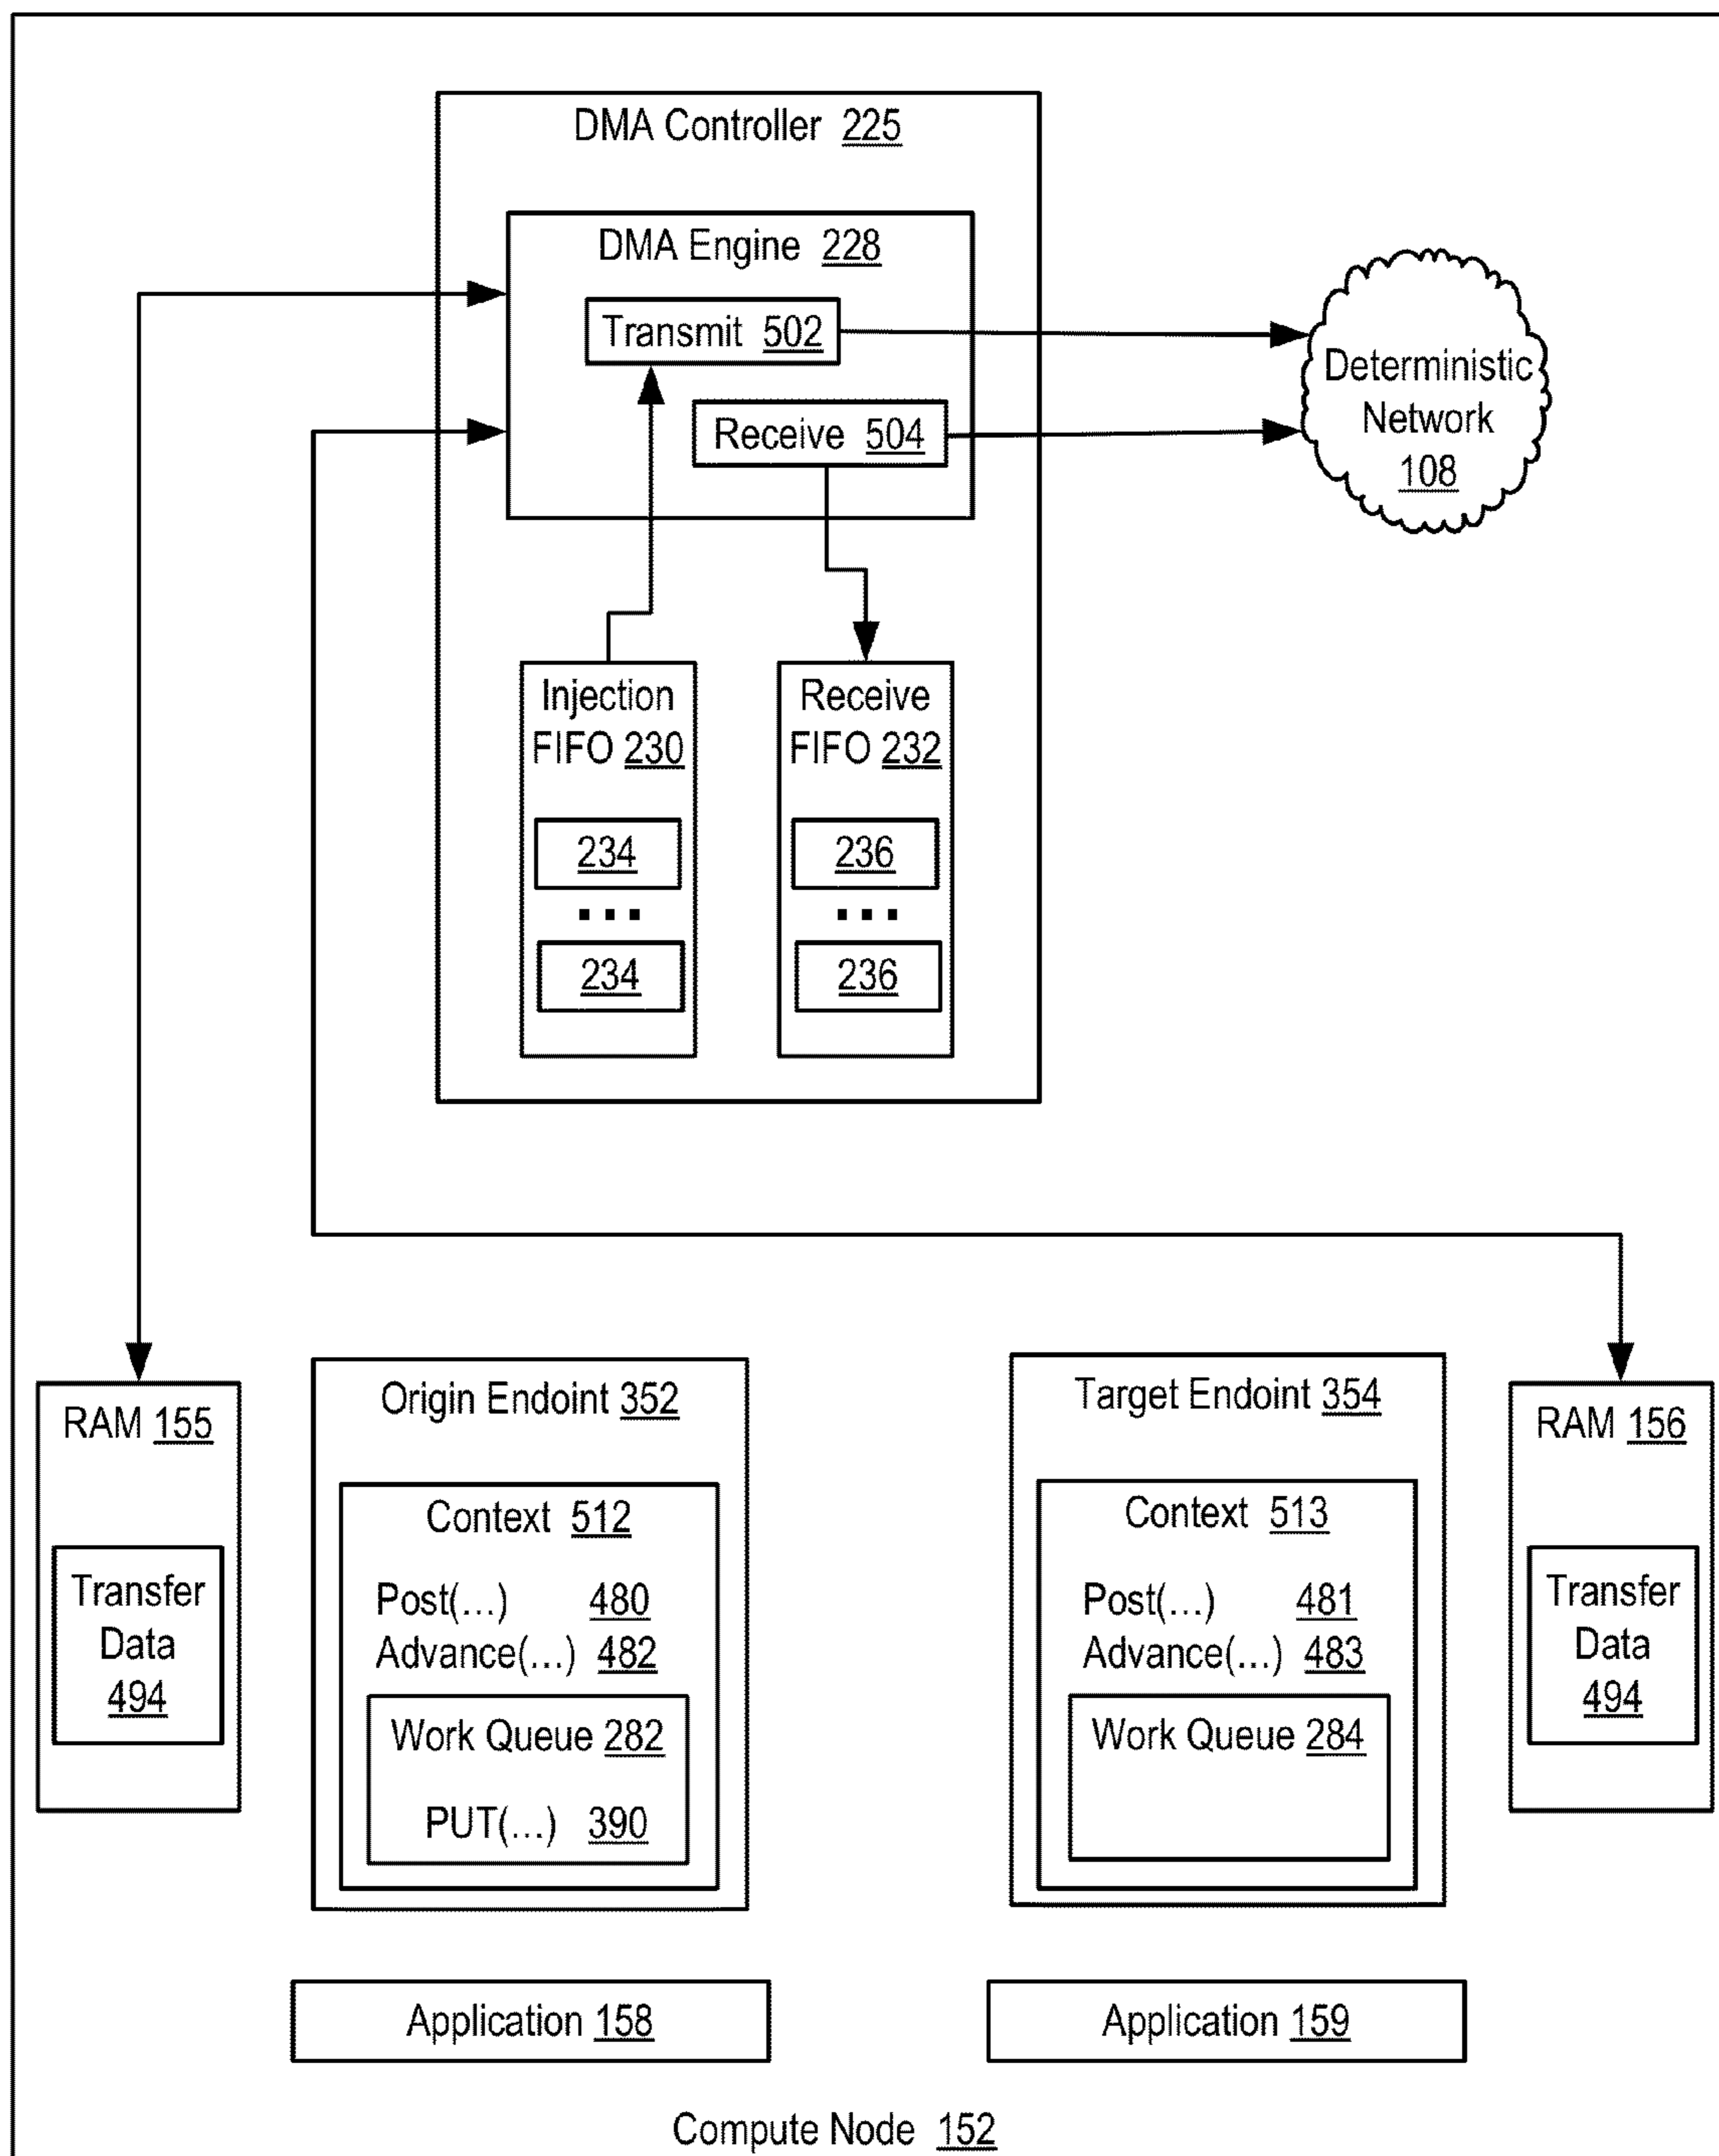 DMA Controller 225
DMA Engine 228
Transmit 502
Receive 504
Deterministic
Network
108
Injection
FIFO 230
234
...
234
Receive
FIFO 232
236
...
236
RAM 155
Transfer
Data
494
Origin Endoint 352
Context 512
Post(...) 480
Advance(...) 482
Work Queue 282
PUT(...) 390
Target Endoint 354
Context 513
Post(...) 481
Advance(...) 483
Work Queue 284
RAM 156
Transfer
Data
494
Application 158
Application 159
Compute Node 152